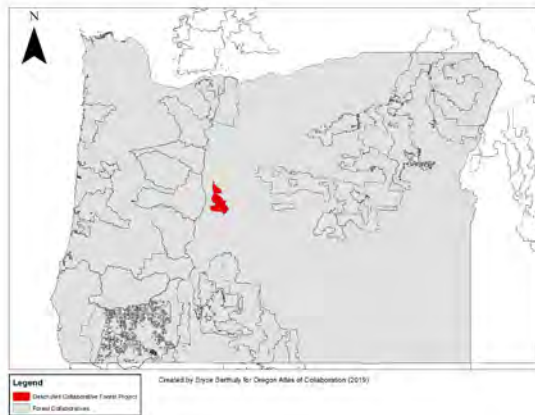 N
Legend
Deschutes Collaborative Forest Project
Forest Collaboratives
Created by Bryce Berthuly for Oregon Atlas of Collaboration (2019)